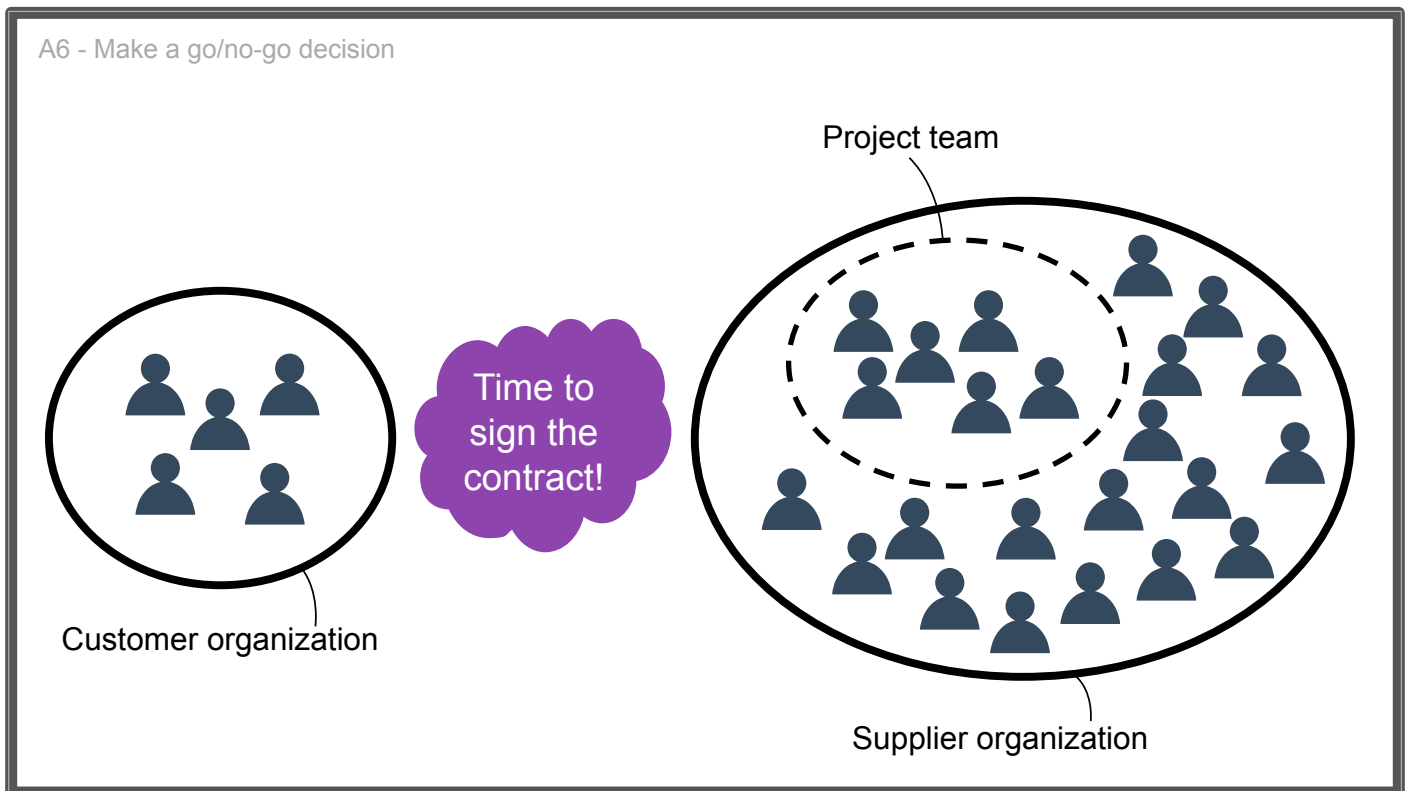 A6 - Make a go/no-go decision
Project team
Time to
sign the
contract!
Customer organization
Supplier organization